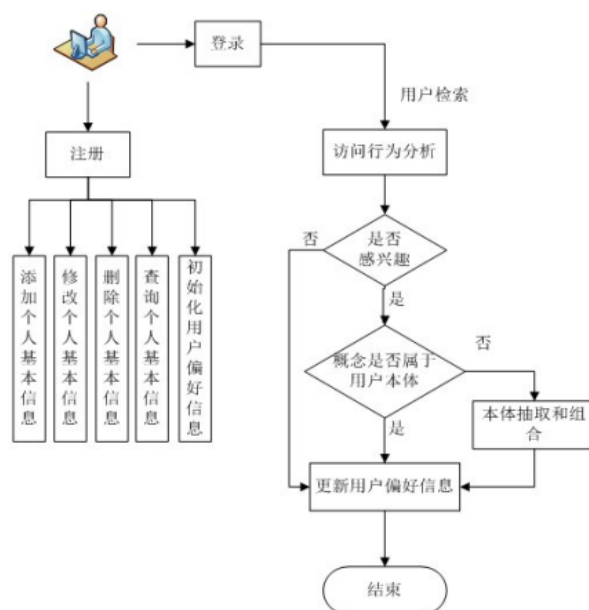 登录
用户检索
注册
访问行为分析
否
是否
感兴趣
是
添加个人基本信息
修改个人基本信息
删除个人基本信息
查询个人基本信息
初始化用户偏好信息
概念是否属于
用户本体
否
本体抽取和组
合
是
更新用户偏好信息
结束